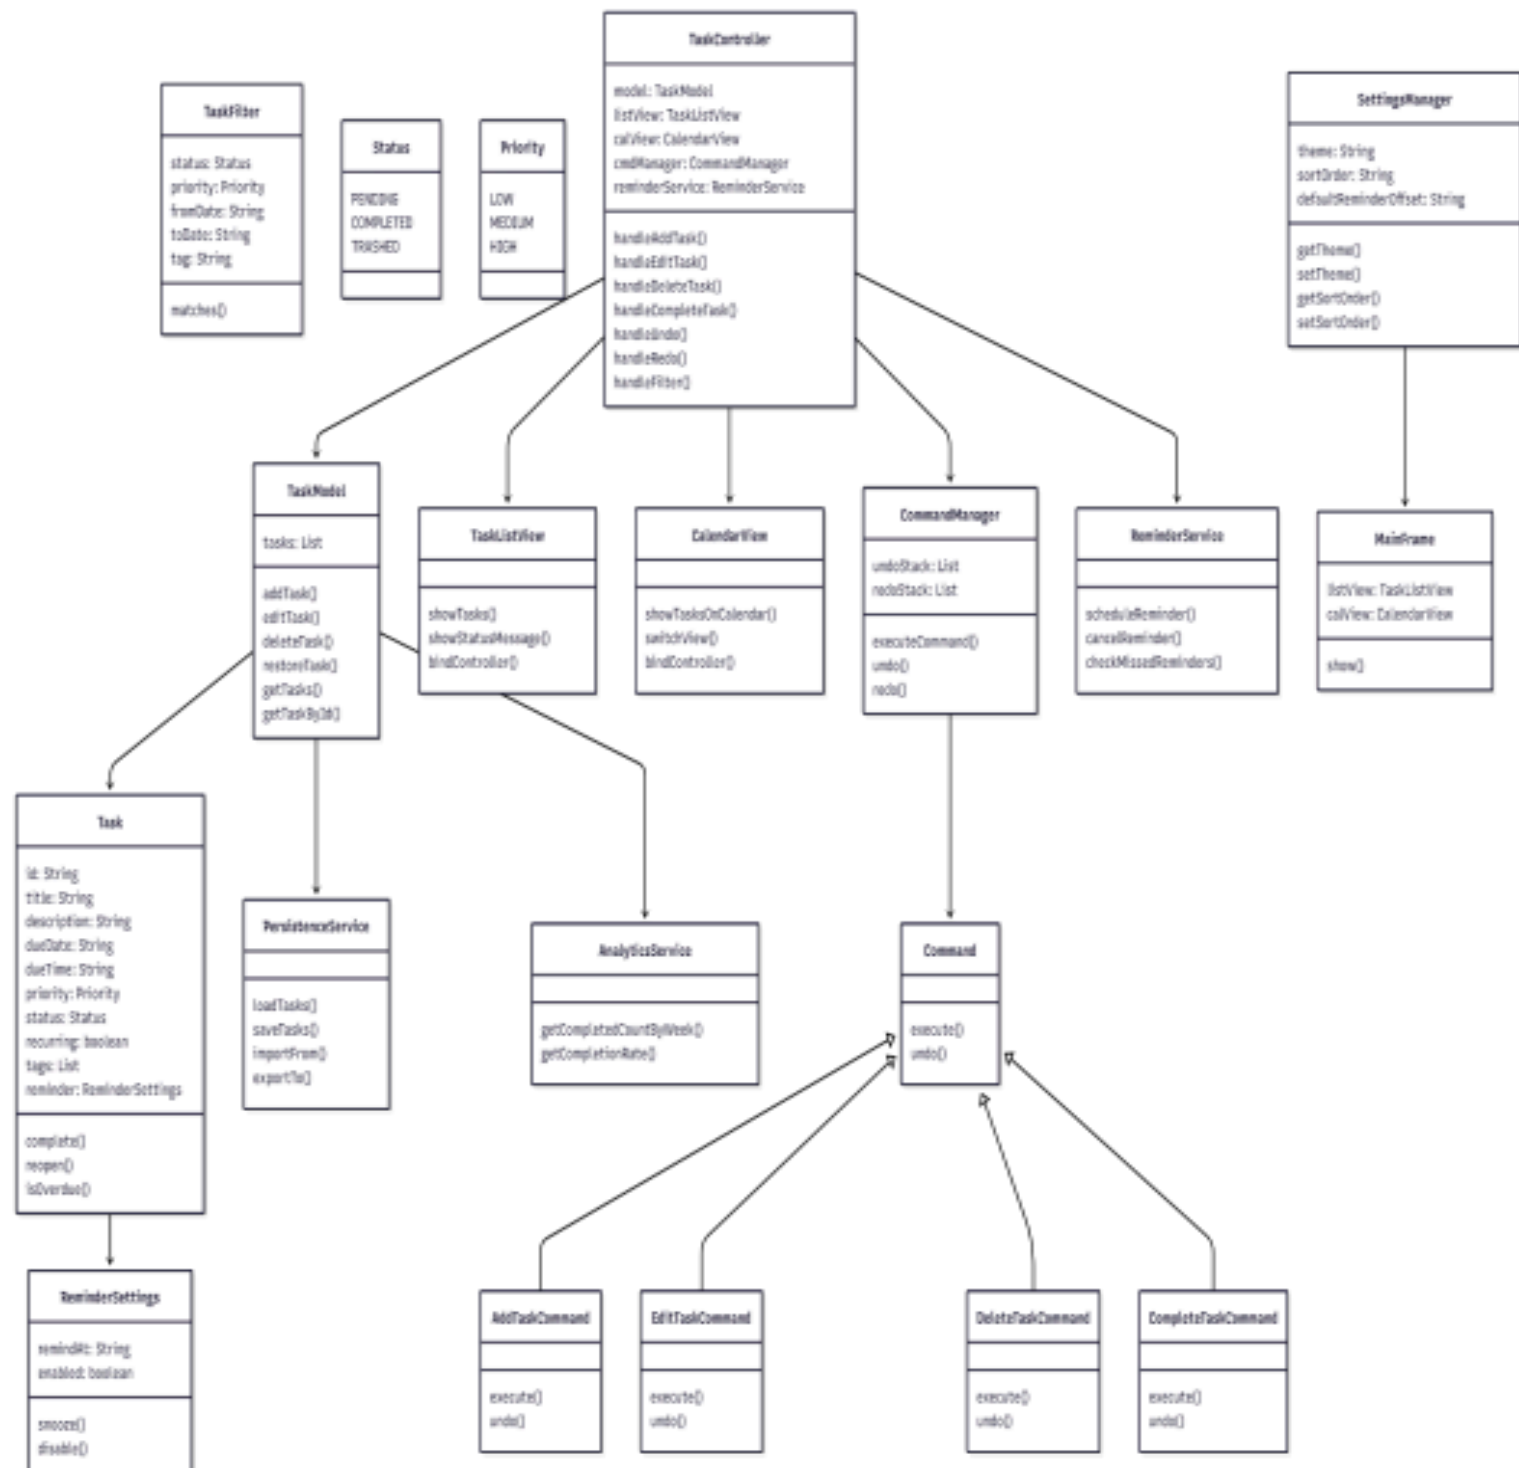 TaskController
model: TaskModel
listView: TaskListView
calView: CalendarView
cmdManager: CommandManager
reminderService: ReminderService
handleAddTask()
handleEditTask()
handleDeleteTask()
handleCompleteTask()
handleUndo()
handleRedo()
handleFilter()
TaskFilter
status: Status
priority: Priority
fromDate: String
toDate: String
tag: String
matches()
Status
PENDING
COMPLETED
TRASHED
Priority
LOW
MEDIUM
HIGH
SettingsManager
theme: String
sortOrder: String
defaultReminderOffset: String
getTheme()
setTheme()
getSortOrder()
setSortOrder()
TaskModel
tasks: List
addTask()
editTask()
deleteTask()
restoreTask()
getTasks()
getTaskById()
TaskListView
showTasks()
showStatusMessage()
bindController()
CalendarView
showTasksOnCalendar()
switchView()
bindController()
CommandManager
undoStack: List
redoStack: List
executeCommand()
undo()
redo()
ReminderService
scheduleReminder()
cancelReminder()
checkMissedReminders()
MainFrame
listView: TaskListView
calView: CalendarView
show()
Task
id: String
title: String
description: String
dueDate: String
dueTime: String
priority: Priority
status: Status
recurring: boolean
tags: List
reminder: ReminderSettings
complete()
reopen()
isOverdue()
PersistenceService
loadTasks()
saveTasks()
importFrom()
exportTo()
AnalyticsService
getCompletedCountByWeek()
getCompletionRate()
Command
execute()
undo()
ReminderSettings
remindAt: String
enabled: boolean
snooze()
disable()
AddTaskCommand
execute()
undo()
EditTaskCommand
execute()
undo()
DeleteTaskCommand
execute()
undo()
CompleteTaskCommand
execute()
undo()